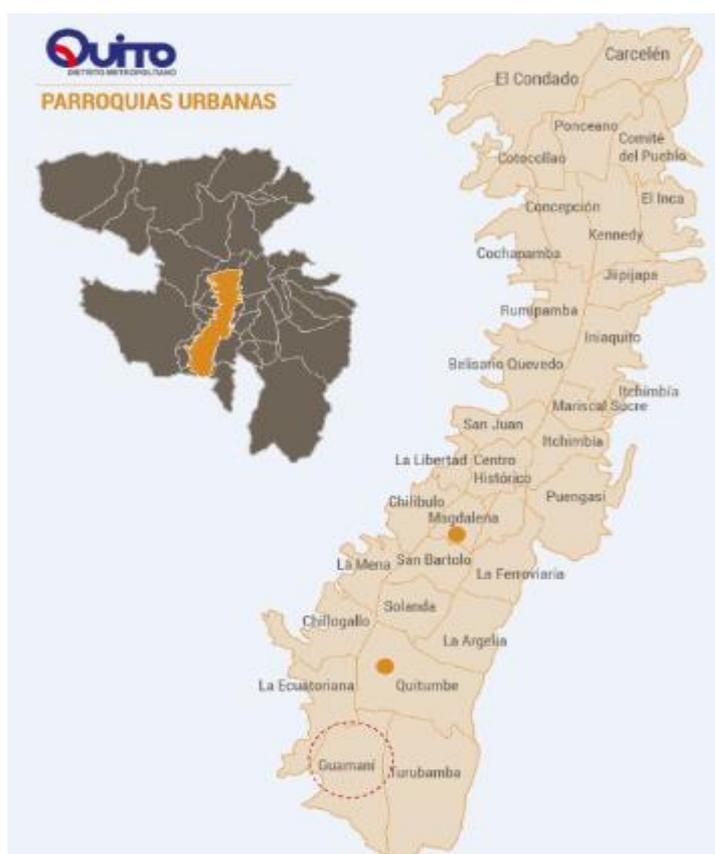 QUITO
DISTRITO METROPOLITANO
PARROQUIAS URBANAS
Carcelén
El Condado
Ponceano
Comité
del Pueblo
Cotocollao
El Inca
Concepción
Kennedy
Cochapamba
Jiipijapa
Rumipamba
Iniaquito
Belisario Quevedo
Itchimbía
Mariscal Sucre
San Juan
Itchimbía
La Libertad
Centro
Histórico
Puengasí
Chilibulo
Magdalena
San Bartolo
La Mena
La Ferroviaria
Solanda
Chillogallo
La Argelia
La Ecuatoriana
Quitumbe
Guamaní
Turubamba